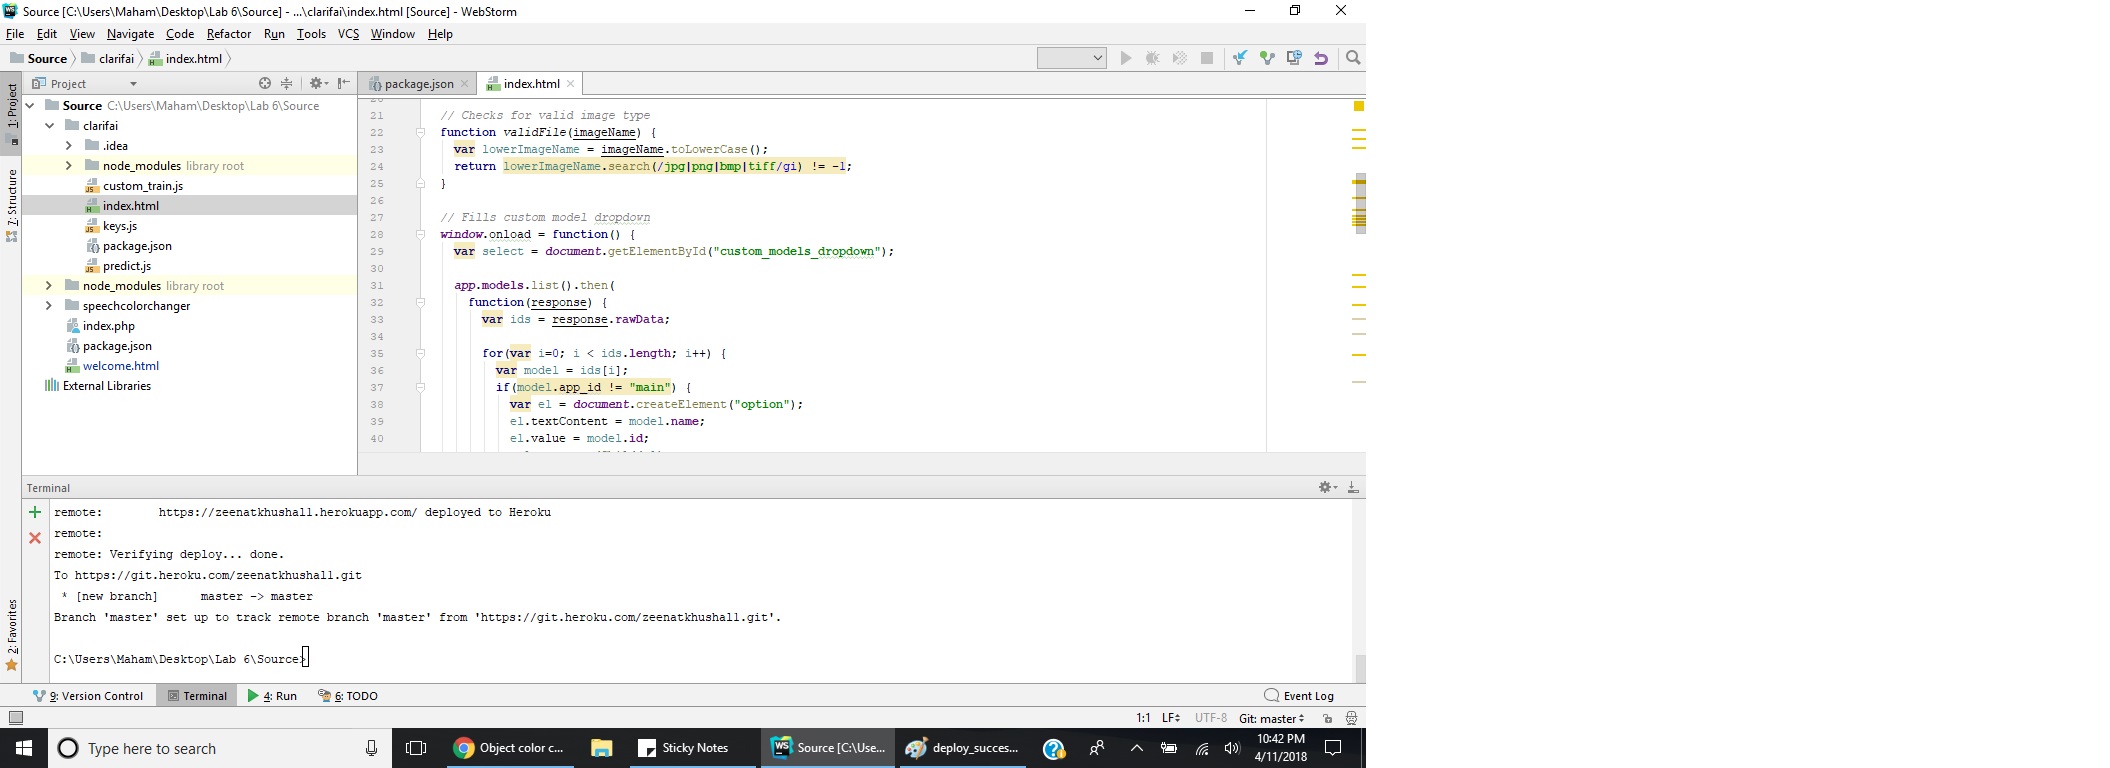 Source [C:\Users\Maham\Desktop\Lab 6\Source] - ...\clarifai\index.html [Source] - WebStorm
File Edit View Navigate Code Refactor Run Tools VCS Window Help
Source clarifai index.html
1: Project
7: Structure
2: Favorites
Project
Source C:\Users\Maham\Desktop\Lab 6\Source
clarifai
.idea
node_modules library root
custom_train.js
index.html
keys.js
package.json
predict.js
node_modules library root
speechcolorchanger
index.php
package.json
welcome.html
External Libraries
package.json index.html
21 // Checks for valid image type
22 function validFile(imageName) {
23 var lowerImageName = imageName.toLowerCase();
24 return lowerImageName.search(/jpg|png|bmp|tiff/gi) != -1;
25 }
26
27 // Fills custom model dropdown
28 window.onload = function() {
29 var select = document.getElementById("custom_models_dropdown");
30
31 app.models.list().then(
32 function(response) {
33 var ids = response.rawData;
34
35 for(var i=0; i < ids.length; i++) {
36 var model = ids[i];
37 if(model.app_id != "main") {
38 var el = document.createElement("option");
39 el.textContent = model.name;
40 el.value = model.id;
Terminal
remote: https://zeenatkhushall.herokuapp.com/ deployed to Heroku
remote:
remote: Verifying deploy... done.
To https://git.heroku.com/zeenatkhushall.git
* [new branch] master -> master
Branch 'master' set up to track remote branch 'master' from 'https://git.heroku.com/zeenatkhushall.git'.
C:\Users\Maham\Desktop\Lab 6\Source>
9: Version Control Terminal 4: Run 6: TODO Event Log
1:1 LF UTF-8 Git: master
Type here to search Object color c... Sticky Notes Source [C:\Use... deploy_succes... 10:42 PM
4/11/2018